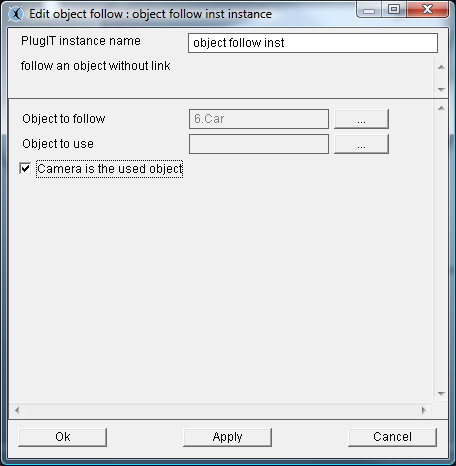 Edit object follow : object follow inst instance
PlugIT instance name
object follow inst
follow an object without link
Object to follow
6.Car
...
Object to use
...
Camera is the used object
Ok
Apply
Cancel